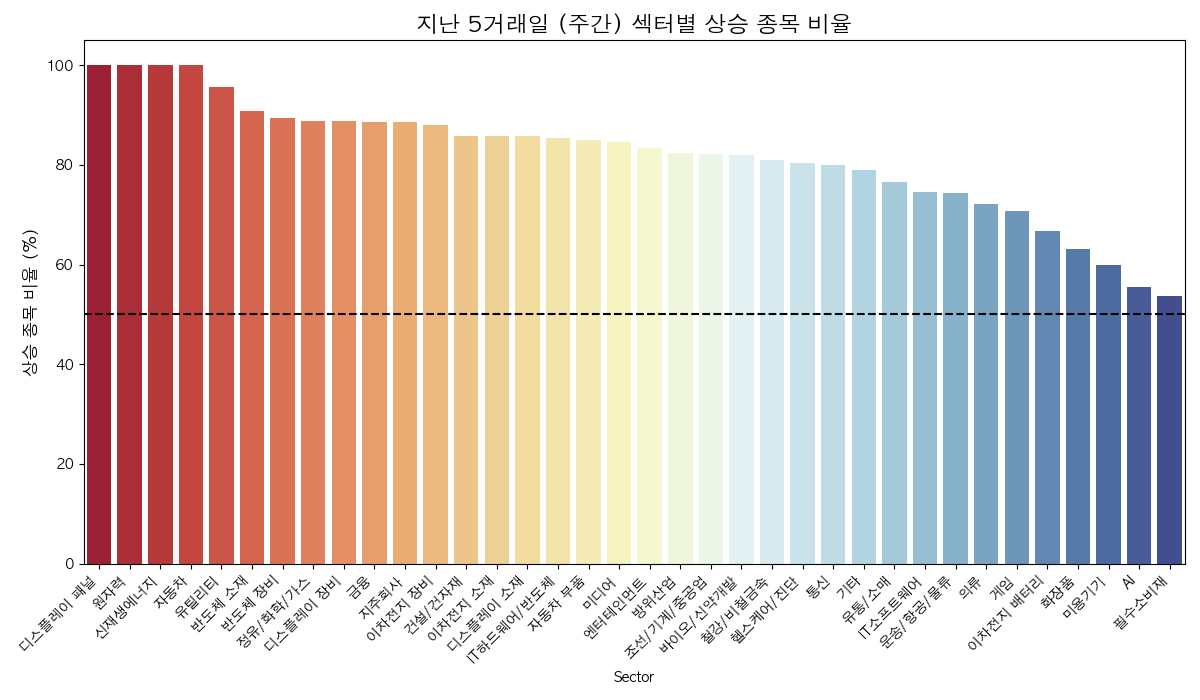 지난 5거래일 (주간) 섹터별 상승 종목 비율
상승 종목 비율 (%)
100
80
60
40
20
0
디스플레이 패널
원자력
신재생에너지
자동차
유틸리티
반도체 소재
반도체 장비
정유/화학/가스
디스플레이 장비
금융
지주회사
이차전지 장비
건설/건자재
이차전지 소재
디스플레이 소재
IT하드웨어/반도체
자동차 부품
미디어
엔터테인먼트
방위산업
조선/기계/중공업
바이오/신약개발
철강/비철금속
헬스케어/진단
통신
기타
유통/소매
IT소프트웨어
운송/항공/물류
의류
게임
이차전지 배터리
화장품
미용기기
AI
필수소비재
Sector